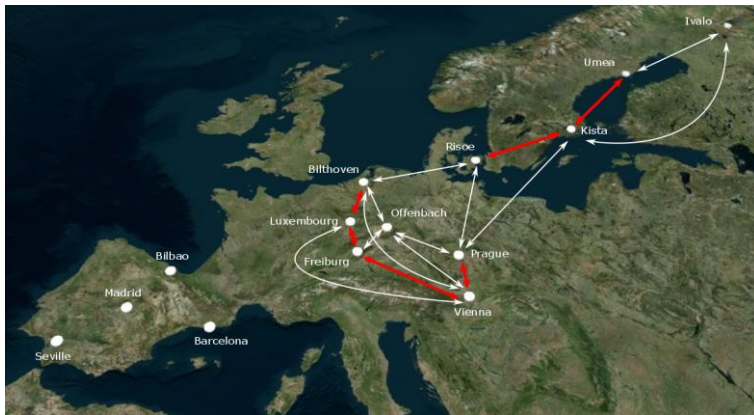 Ivalo
Umea
Kista
Risoe
Bilthoven
Offenbach
Luxembourg
Prague
Freiburg
Bilbao
Madrid
Vienna
Barcelona
Seville